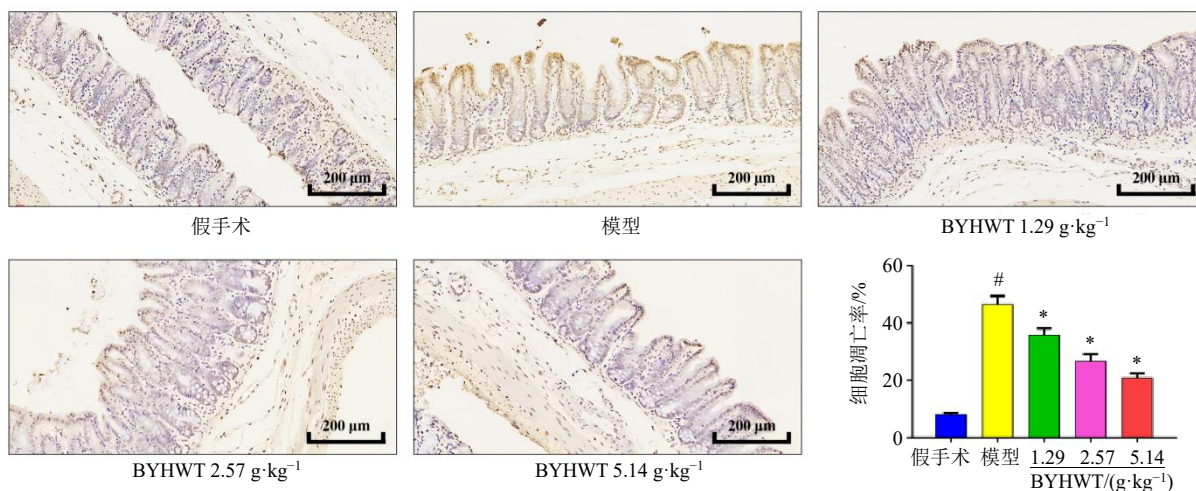 200 μm
200 μm
200 μm
假手术
模型
BYHWT 1.29 g·kg⁻¹
200 μm
200 μm
BYHWT 2.57 g·kg⁻¹
BYHWT 5.14 g·kg⁻¹
细胞凋亡率/%
60
40
20
0
#
*
*
*
假手术 模型 1.29 2.57 5.14
BYHWT/(g·kg⁻¹)